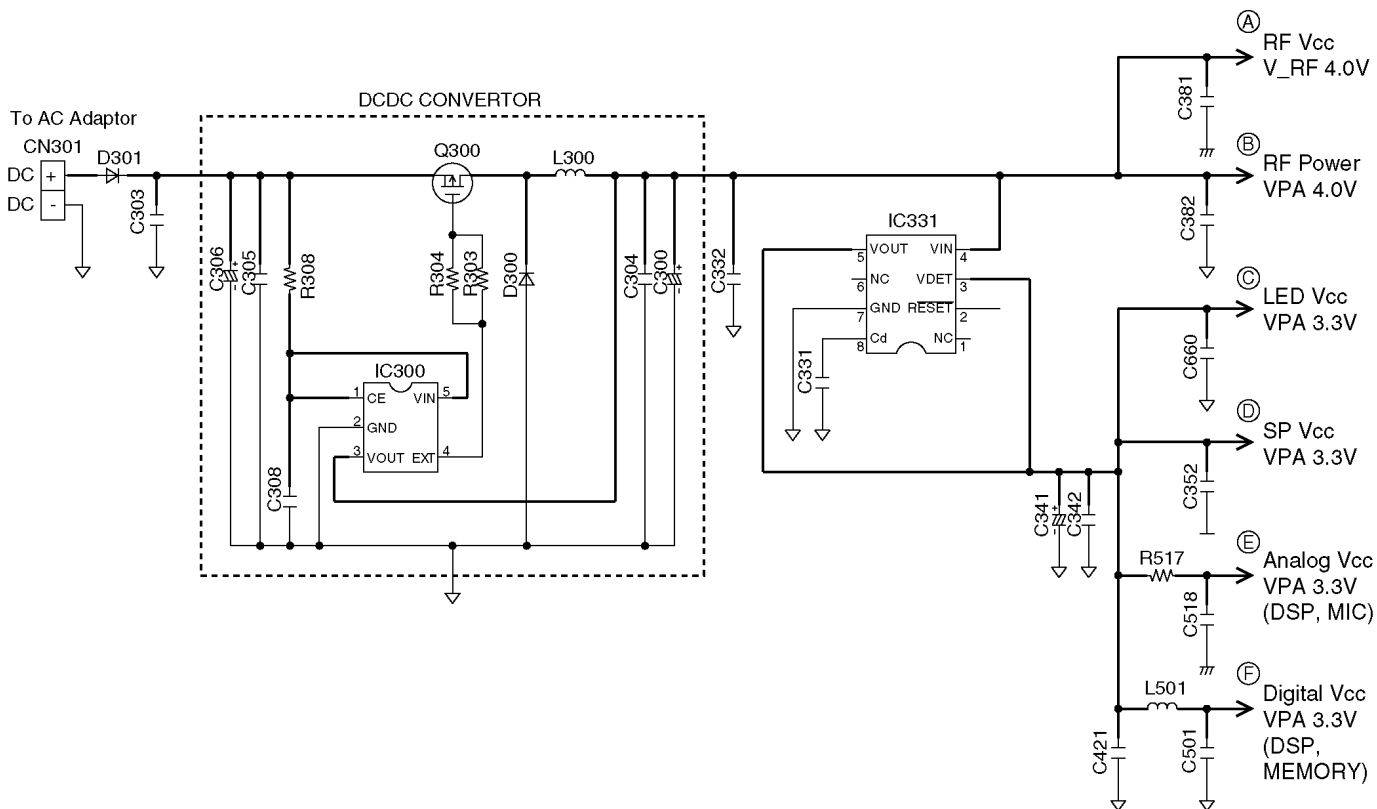 DCDC CONVERTOR
To AC Adaptor
CN301
DC +
DC -
D301
C303
C306
+
-
C305
R308
Q300
R304
R303
D300
L300
C304
C300
+
-
C332
IC300
1 CE VIN 5
2 GND
3 VOUT EXT 4
C308
IC331
5 VOUT VIN 4
6 NC VDET 3
7 GND RESET 2
8 Cd NC 1
C331
C341
+
-
C342
A
RF Vcc
V_RF 4.0V
C381
B
RF Power
VPA 4.0V
C382
C
LED Vcc
VPA 3.3V
C660
D
SP Vcc
VPA 3.3V
C352
E
R517
Analog Vcc
VPA 3.3V
(DSP, MIC)
C518
F
L501
Digital Vcc
VPA 3.3V
(DSP,
MEMORY)
C421
C501